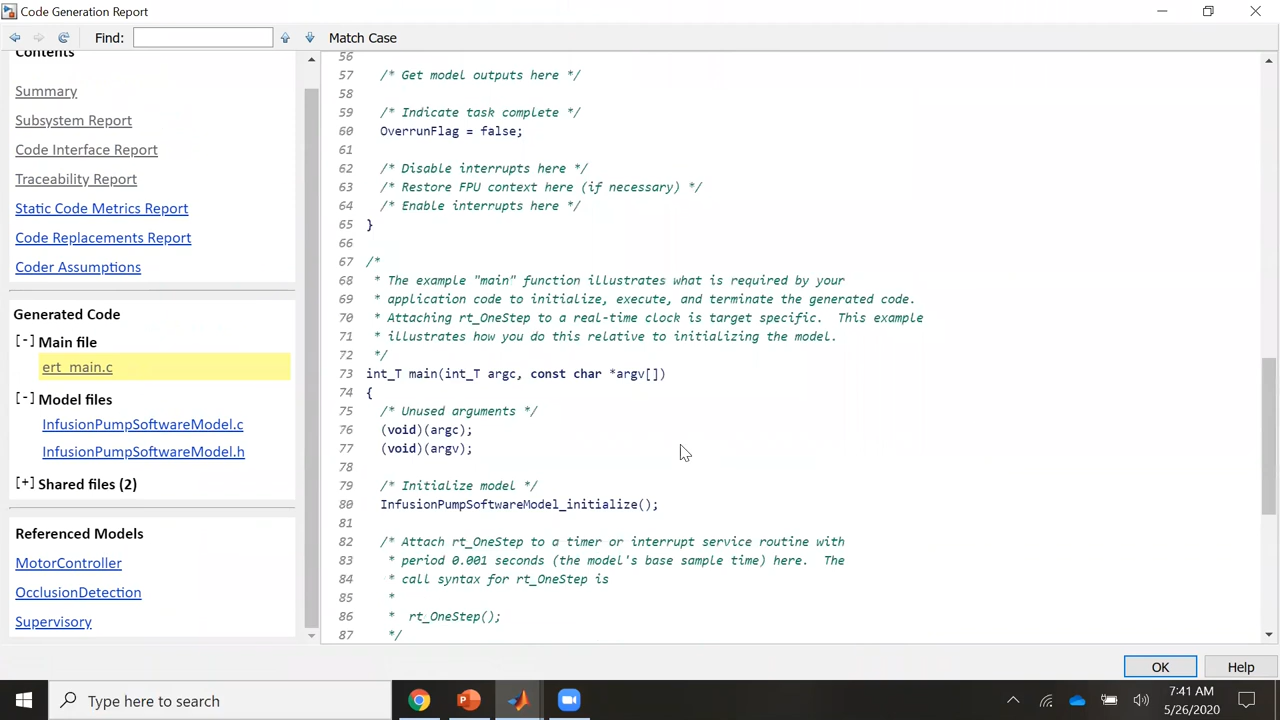 Code Generation Report
Find:
Match Case
Contents
Summary
Subsystem Report
Code Interface Report
Traceability Report
Static Code Metrics Report
Code Replacements Report
Coder Assumptions
Generated Code
[-] Main file
ert_main.c
[-] Model files
InfusionPumpSoftwareModel.c
InfusionPumpSoftwareModel.h
[+] Shared files (2)
Referenced Models
MotorController
OcclusionDetection
Supervisory
56
57 /* Get model outputs here */
58
59 /* Indicate task complete */
60 OverrunFlag = false;
61
62 /* Disable interrupts here */
63 /* Restore FPU context here (if necessary) */
64 /* Enable interrupts here */
65 }
66
67 /*
68 * The example "main" function illustrates what is required by your
69 * application code to initialize, execute, and terminate the generated code.
70 * Attaching rt_OneStep to a real-time clock is target specific. This example
71 * illustrates how you do this relative to initializing the model.
72 */
73 int_T main(int_T argc, const char *argv[])
74 {
75 /* Unused arguments */
76 (void)(argc);
77 (void)(argv);
78
79 /* Initialize model */
80 InfusionPumpSoftwareModel_initialize();
81
82 /* Attach rt_OneStep to a timer or interrupt service routine with
83 * period 0.001 seconds (the model's base sample time) here. The
84 * call syntax for rt_OneStep is
85 *
86 * rt_OneStep();
87 */
OK
Help
Type here to search
7:41 AM
5/26/2020